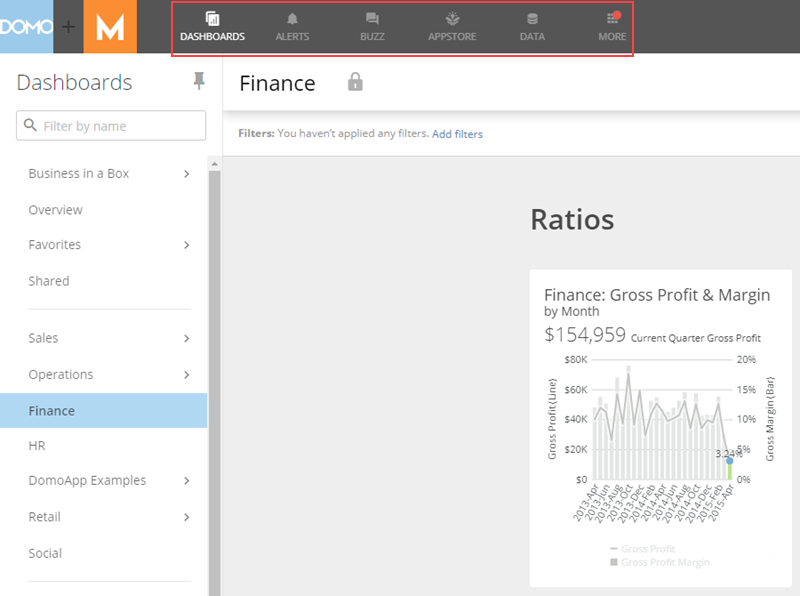 DOMO + M
DASHBOARDS ALERTS BUZZ APPSTORE DATA MORE
Dashboards
Filter by name
Business in a Box
Overview
Favorites
Shared
Sales
Operations
Finance
HR
DomoApp Examples
Retail
Social
Finance
Filters: You haven't applied any filters. Add filters
Ratios
Finance: Gross Profit & Margin
by Month
$154,959 Current Quarter Gross Profit
Gross Profit (Line)
$80K
$60K
$40K
$20K
$0
20%
15%
10%
5%
0%
Gross Margin (Bar)
3.24%
2013-Apr
2013-Jun
2013-Aug
2013-Oct
2013-Dec
2014-Feb
2014-Apr
2014-Jun
2014-Aug
2014-Oct
2014-Dec
2015-Feb
2015-Apr
Gross Profit
Gross Profit Margin